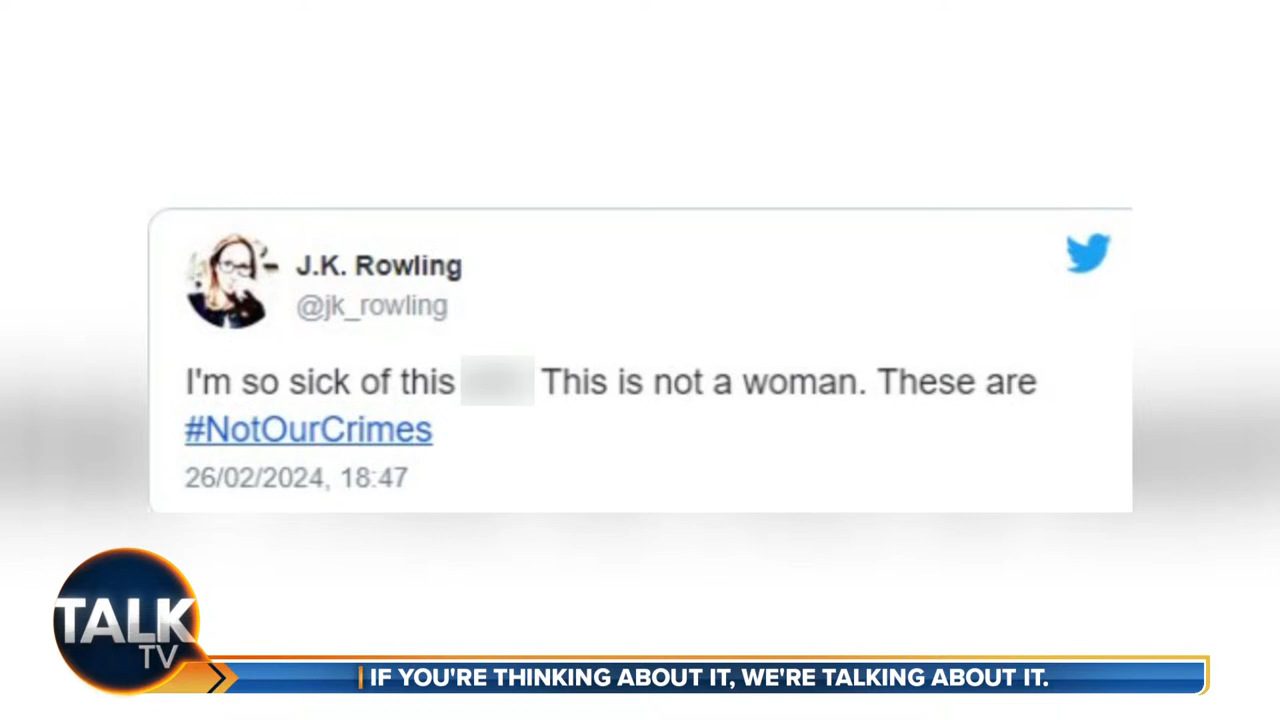 J.K. Rowling
@jk_rowling
I'm so sick of this This is not a woman. These are
#NotOurCrimes
26/02/2024, 18:47
TALK
TV
IF YOU'RE THINKING ABOUT IT, WE'RE TALKING ABOUT IT.